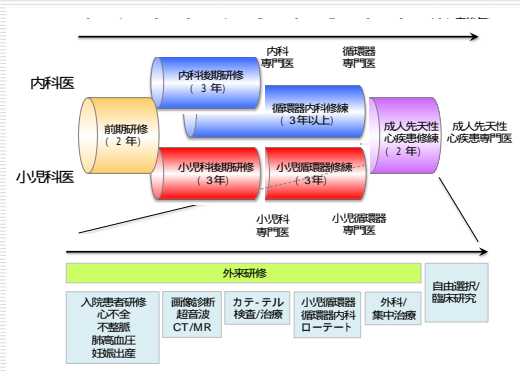 内科
専門医
循環器
専門医
内科医
内科後期研修
( 3 年)
循環器内科修練
( 3年以上)
前期研修
( 2 年)
成人先天性
心疾患修練
( 2 年)
成人先天性
心疾患専門医
小児科医
小児科後期研修
( 3年)
小児循環器修練
( 3年)
小児科
専門医
小児循環器
専門医
外来研修
自由選択/
臨床研究
入院患者研修
心不全
不整脈
肺高血圧
妊娠出産
画像診断
超音波
CT/MR
カテ-テル
検査/治療
小児循環器
循環器内科
ローテート
外科/
集中治療